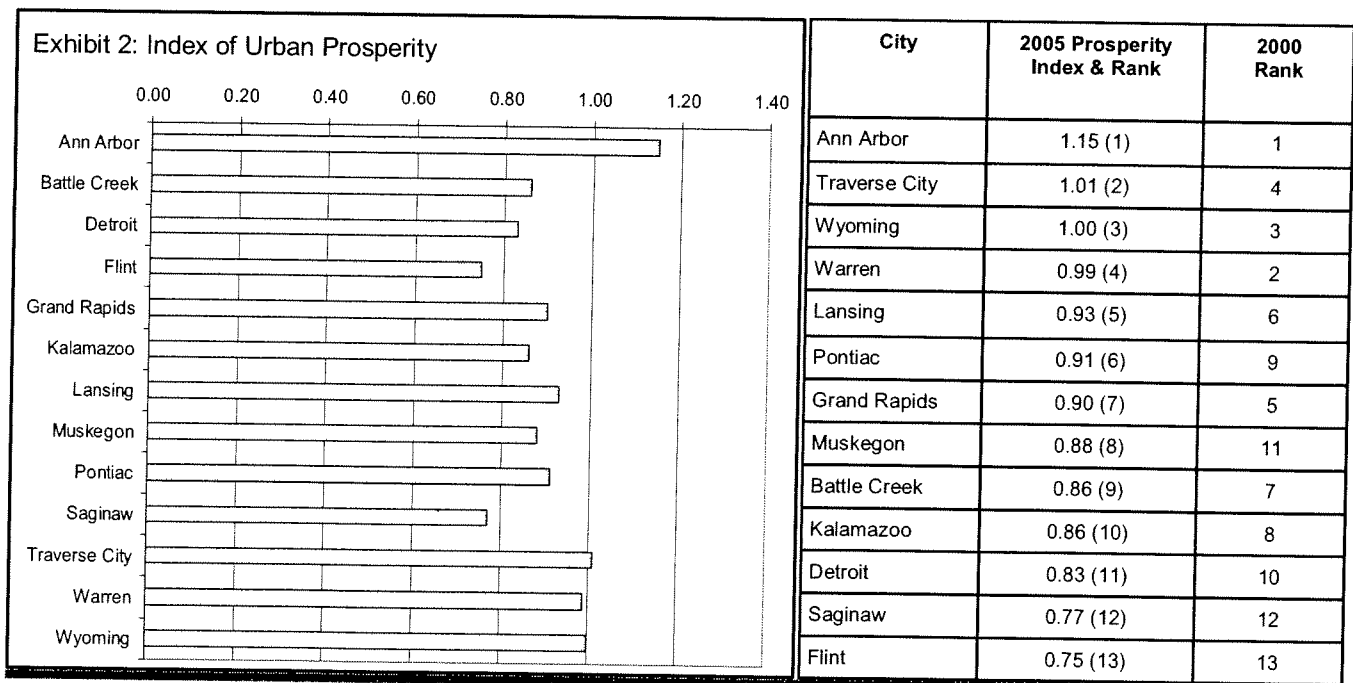 Exhibit 2: Index of Urban Prosperity
0.00 0.20 0.40 0.60 0.80 1.00 1.20 1.40
Ann Arbor
Battle Creek
Detroit
Flint
Grand Rapids
Kalamazoo
Lansing
Muskegon
Pontiac
Saginaw
Traverse City
Warren
Wyoming
City 2005 Prosperity 2000
Index & Rank Rank
Ann Arbor 1.15 (1) 1
Traverse City 1.01 (2) 4
Wyoming 1.00 (3) 3
Warren 0.99 (4) 2
Lansing 0.93 (5) 6
Pontiac 0.91 (6) 9
Grand Rapids 0.90 (7) 5
Muskegon 0.88 (8) 11
Battle Creek 0.86 (9) 7
Kalamazoo 0.86 (10) 8
Detroit 0.83 (11) 10
Saginaw 0.77 (12) 12
Flint 0.75 (13) 13